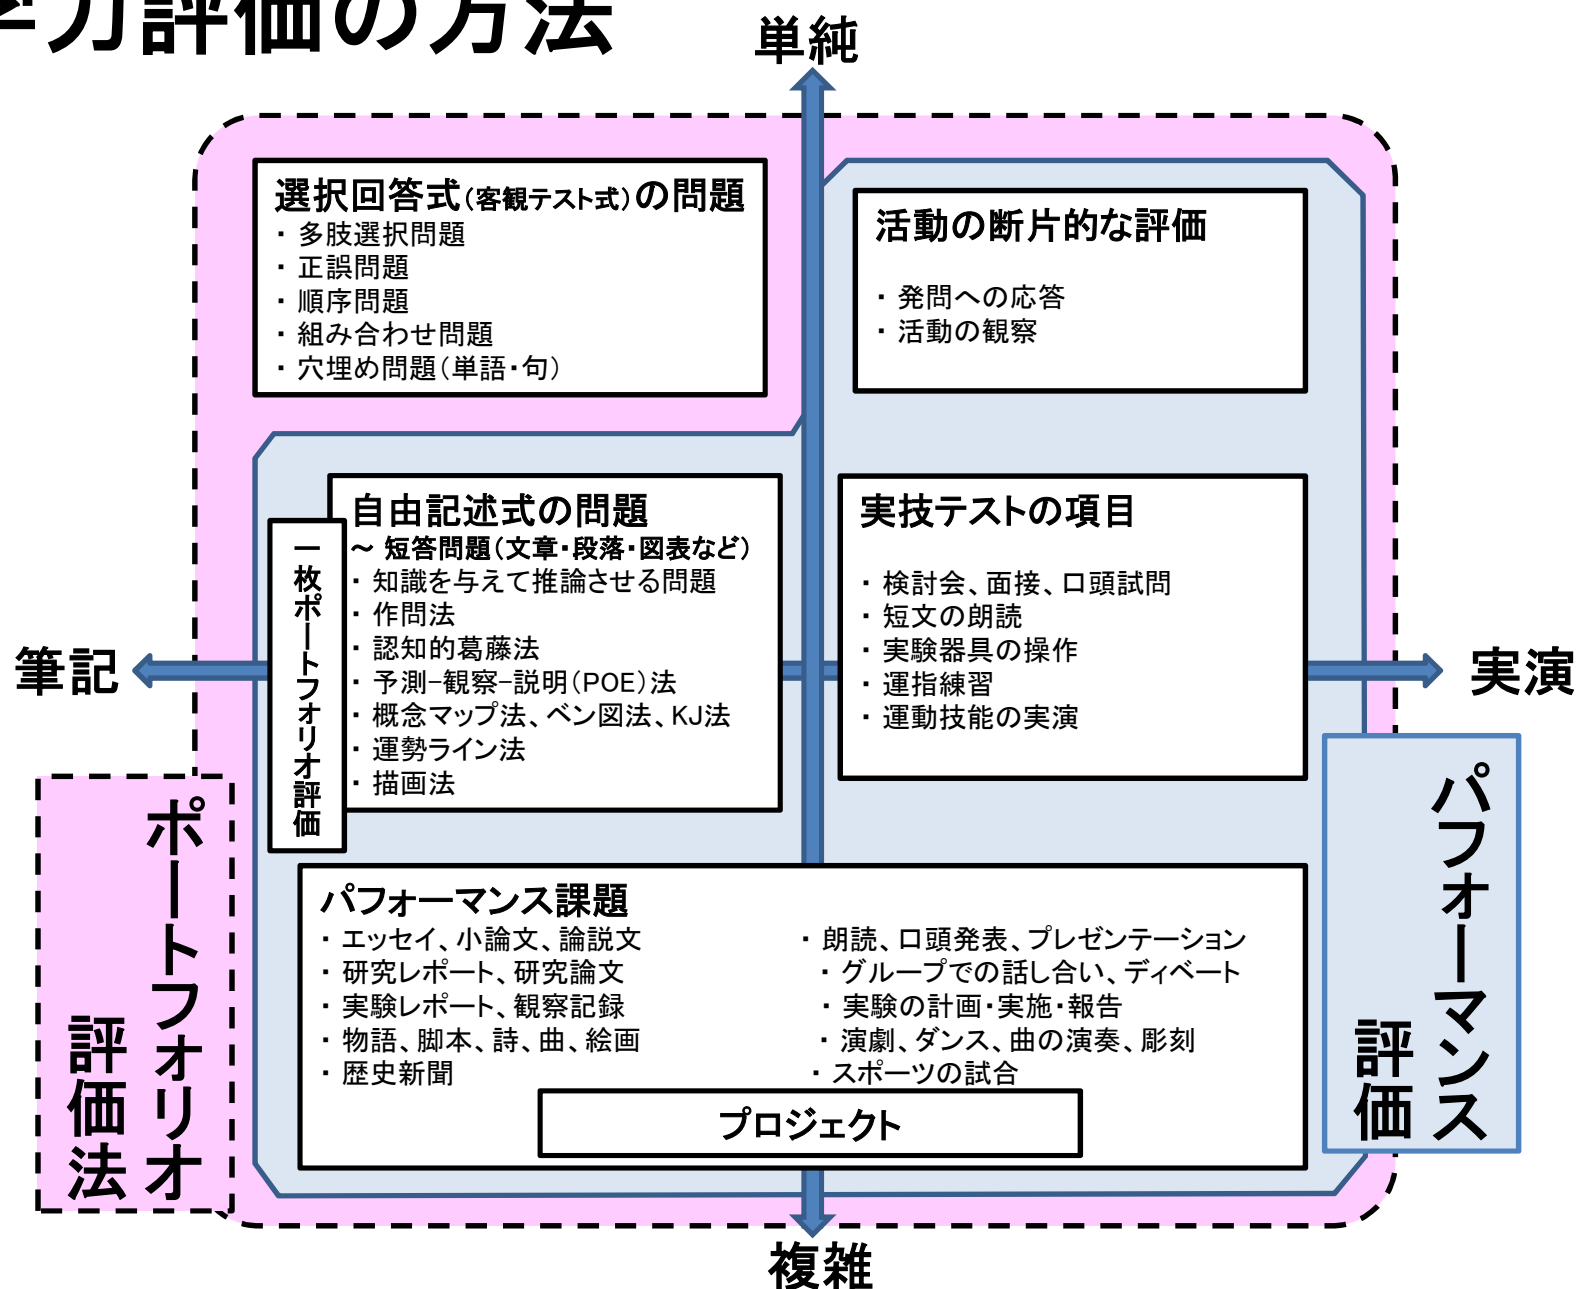 学力評価の方法
単純
選択回答式(客観テスト式)の問題
・ 多肢選択問題
・ 正誤問題
・ 順序問題
・ 組み合わせ問題
・ 穴埋め問題(単語・句)
活動の断片的な評価
・ 発問への応答
・ 活動の観察
自由記述式の問題
～ 短答問題(文章・段落・図表など)
・ 知識を与えて推論させる問題
・ 作問法
・ 認知的葛藤法
・ 予測−観察−説明(POE)法
・ 概念マップ法、ベン図法、KJ法
・ 運勢ライン法
・ 描画法
一枚ポートフォリオ評価
実技テストの項目
・ 検討会、面接、口頭試問
・ 短文の朗読
・ 実験器具の操作
・ 運指練習
・ 運動技能の実演
筆記
実演
パフォーマンス課題
・ エッセイ、小論文、論説文
・ 研究レポート、研究論文
・ 実験レポート、観察記録
・ 物語、脚本、詩、曲、絵画
・ 歴史新聞
・ 朗読、口頭発表、プレゼンテーション
・ グループでの話し合い、ディベート
・ 実験の計画・実施・報告
・ 演劇、ダンス、曲の演奏、彫刻
・ スポーツの試合
プロジェクト
ポートフォリオ
評価法
パフォーマンス
評価
複雑